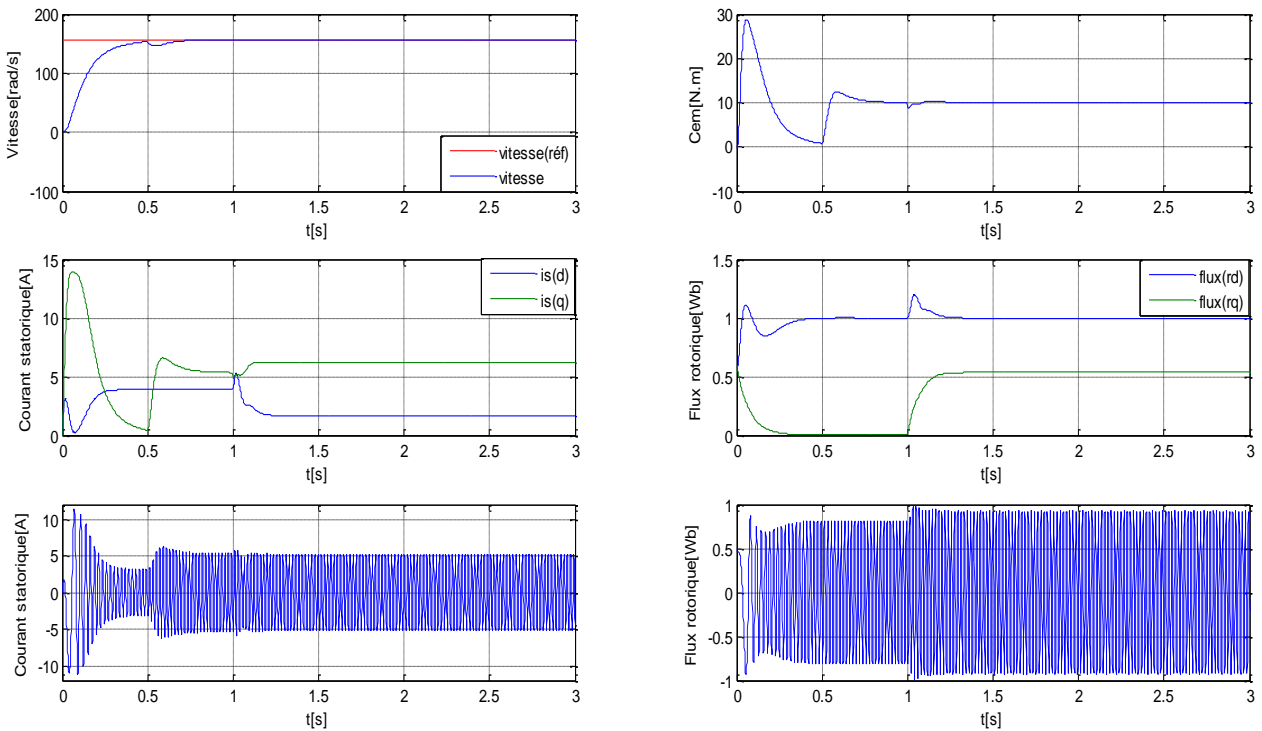 200
100
0
-100
Vitesse[rad/s]
vitesse(réf)
vitesse
0 0.5 1 1.5 2 2.5 3
t[s]
30
20
10
0
-10
Cem[N.m]
0 0.5 1 1.5 2 2.5 3
t[s]
15
10
5
0
Courant statorique[A]
is(d)
is(q)
0 0.5 1 1.5 2 2.5 3
t[s]
1.5
1
0.5
0
Flux rotorique[Wb]
flux(rd)
flux(rq)
0 0.5 1 1.5 2 2.5 3
t[s]
10
5
0
-5
-10
Courant statorique[A]
0 0.5 1 1.5 2 2.5 3
t[s]
1
0.5
0
-0.5
-1
Flux rotorique[Wb]
0 0.5 1 1.5 2 2.5 3
t[s]